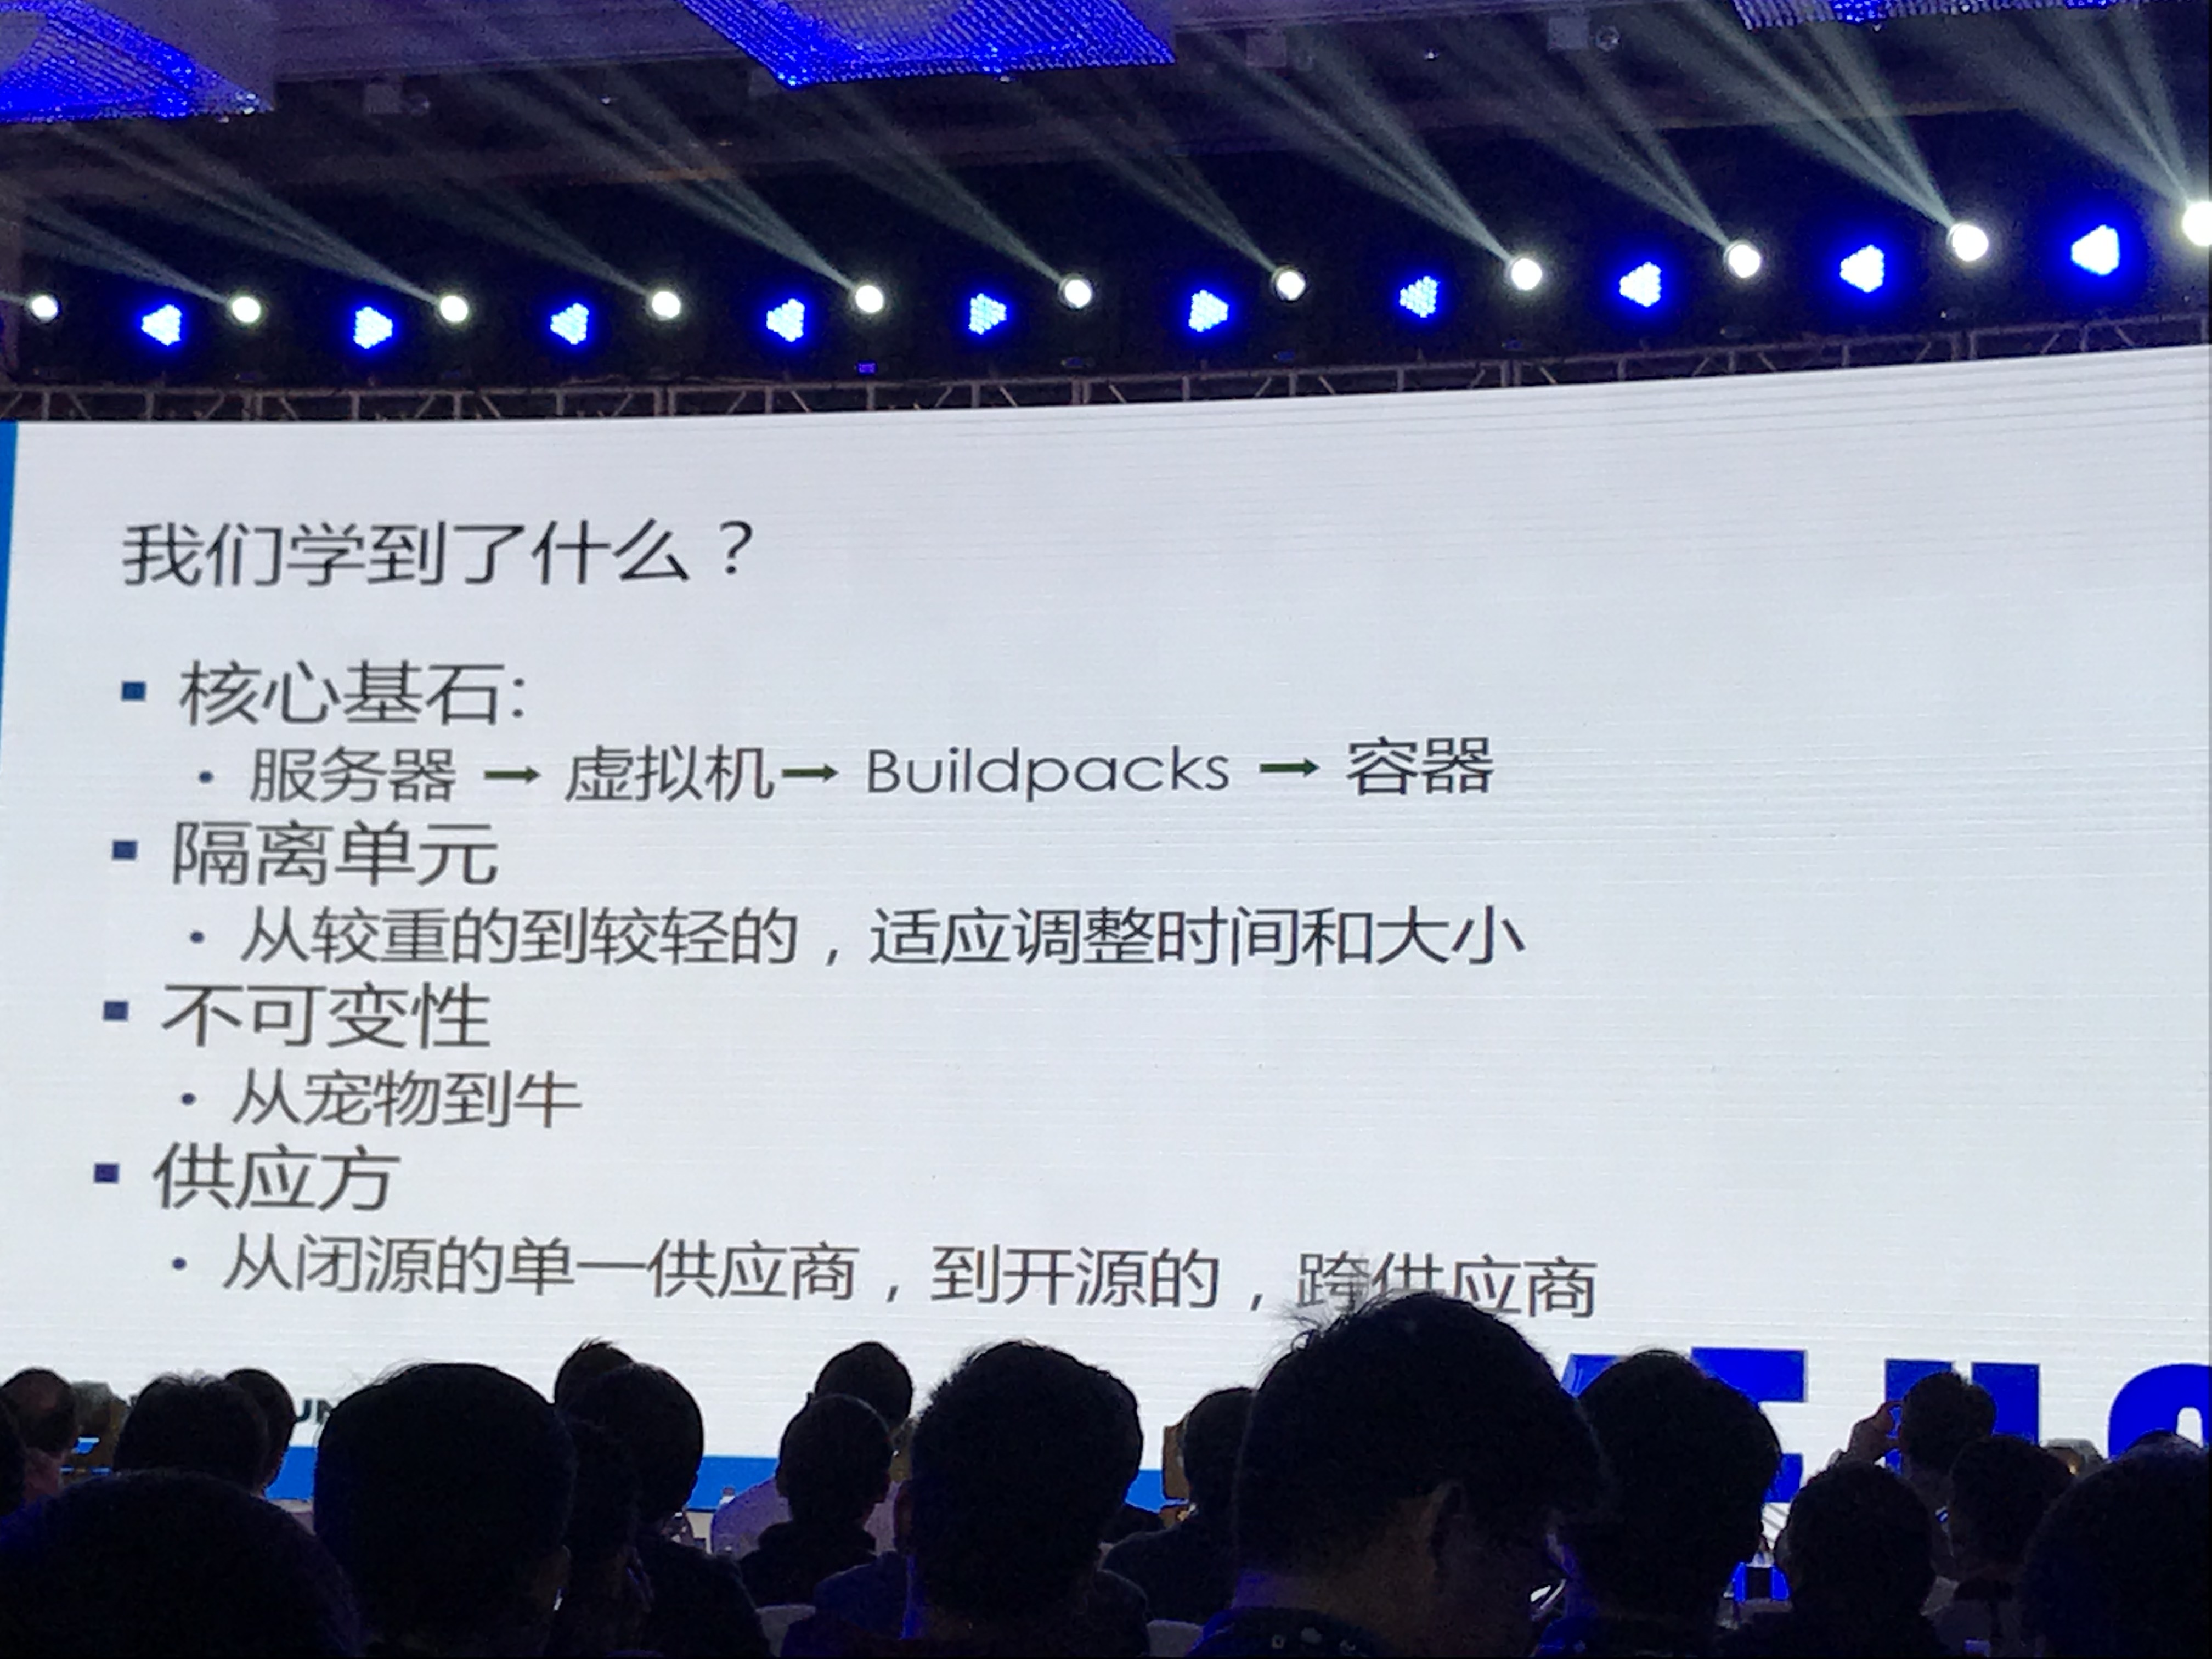 我们学到了什么？
核心基石:
服务器 → 虚拟机 → Buildpacks → 容器
隔离单元
从较重的到较轻的，适应调整时间和大小
不可变性
从宠物到牛
供应方
从闭源的单一供应商，到开源的，跨供应商